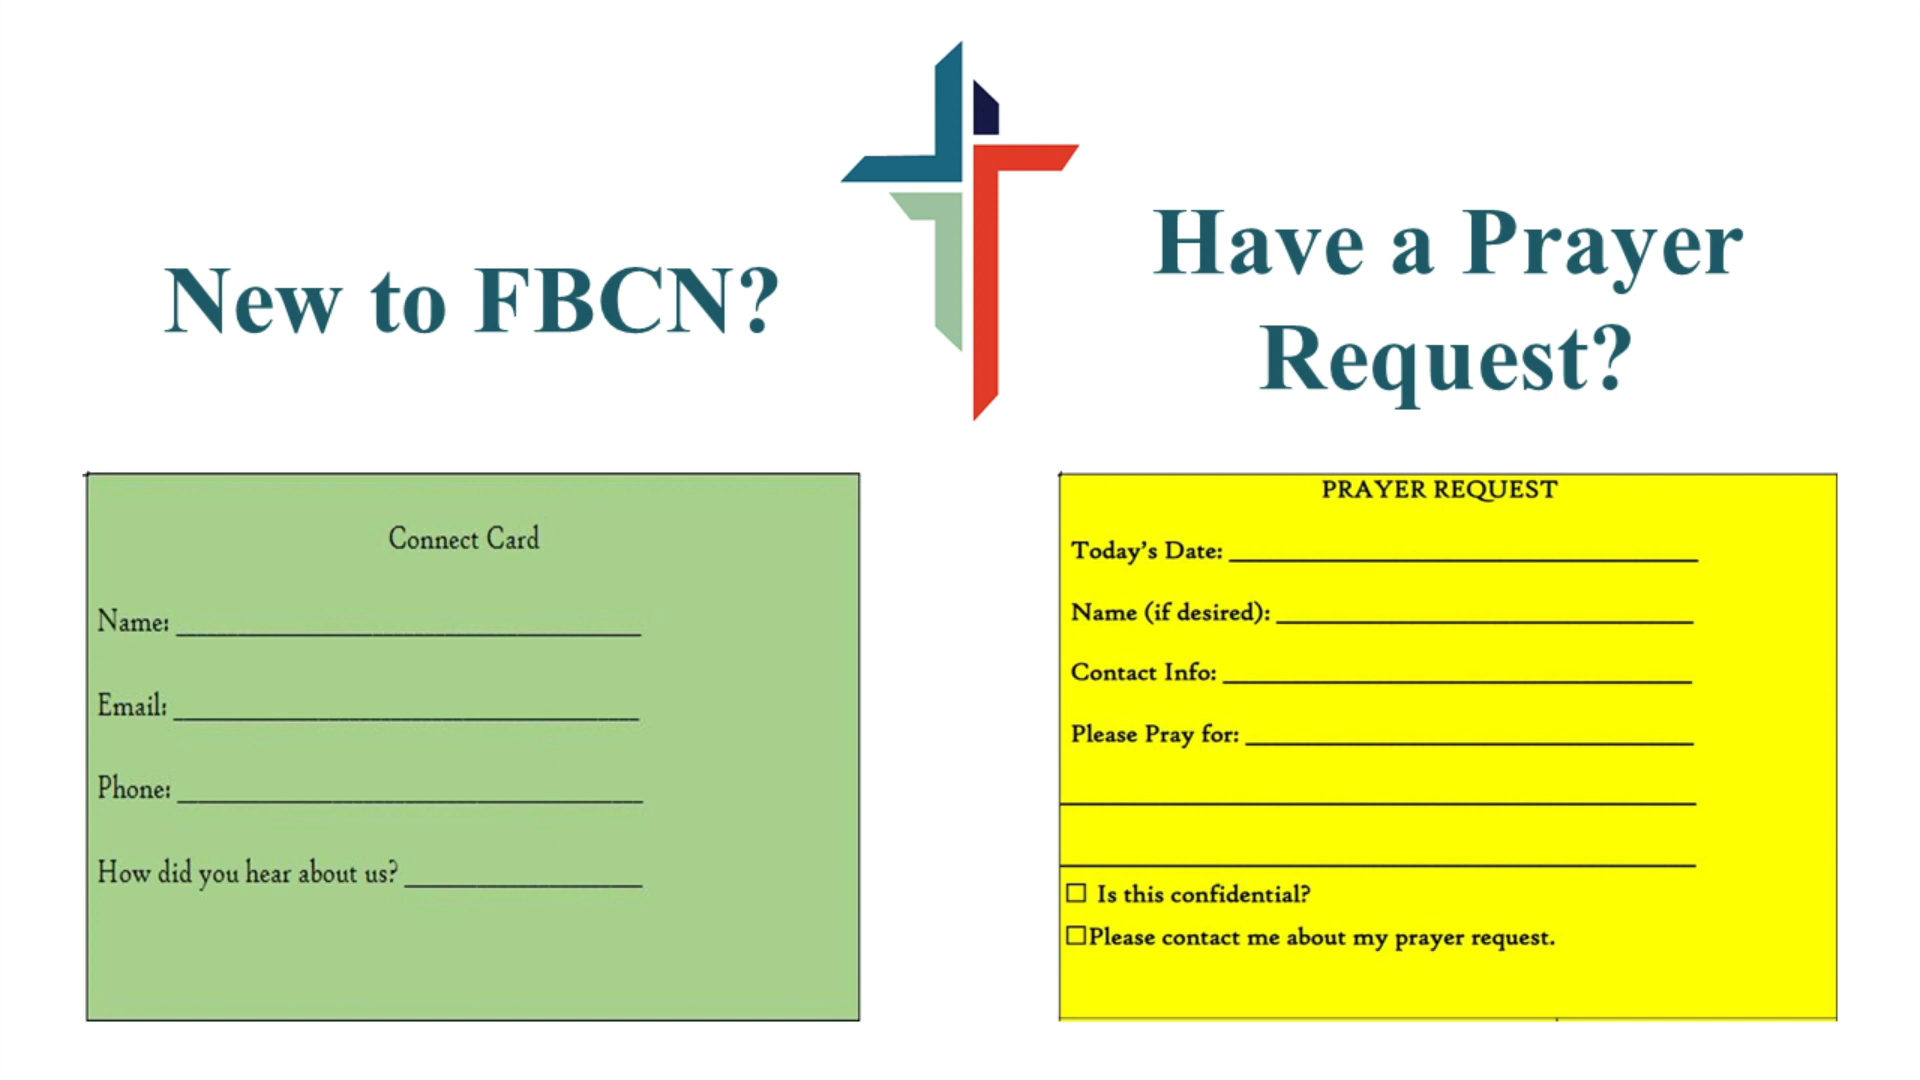 New to FBCN?
Have a Prayer
Request?
Connect Card
Name:
Email:
Phone:
How did you hear about us?
PRAYER REQUEST
Today's Date:
Name (if desired):
Contact Info:
Please Pray for:
☐ Is this confidential?
☐Please contact me about my prayer request.